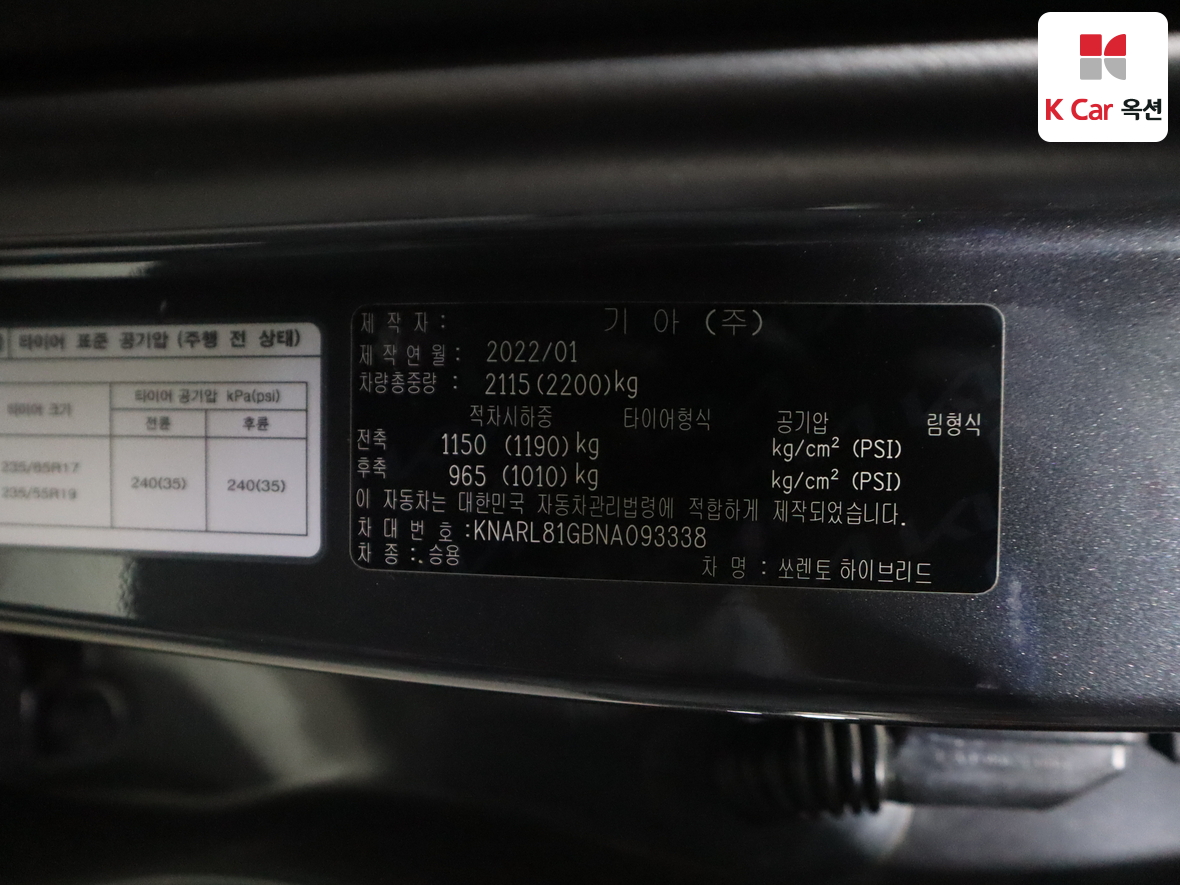 K Car 옥션
타이어 표준 공기압 (주행 전 상태)
타이어 크기
타이어 공기압 kPa(psi)
전륜 후륜
235/65R17
235/55R19
240(35) 240(35)
제 작 자 : 기 아 (주)
제 작 연 월 : 2022/01
차량총중량 : 2115(2200)kg
적차시하중 타이어형식 공기압 림형식
전축 1150 (1190)kg kg/cm² (PSI)
후축 965 (1010)kg kg/cm² (PSI)
이 자동차는 대한민국 자동차관리법령에 적합하게 제작되었습니다.
차 대 번 호 :KNARL81GBNA093338
차 종 :. 승용 차 명 : 쏘렌토 하이브리드